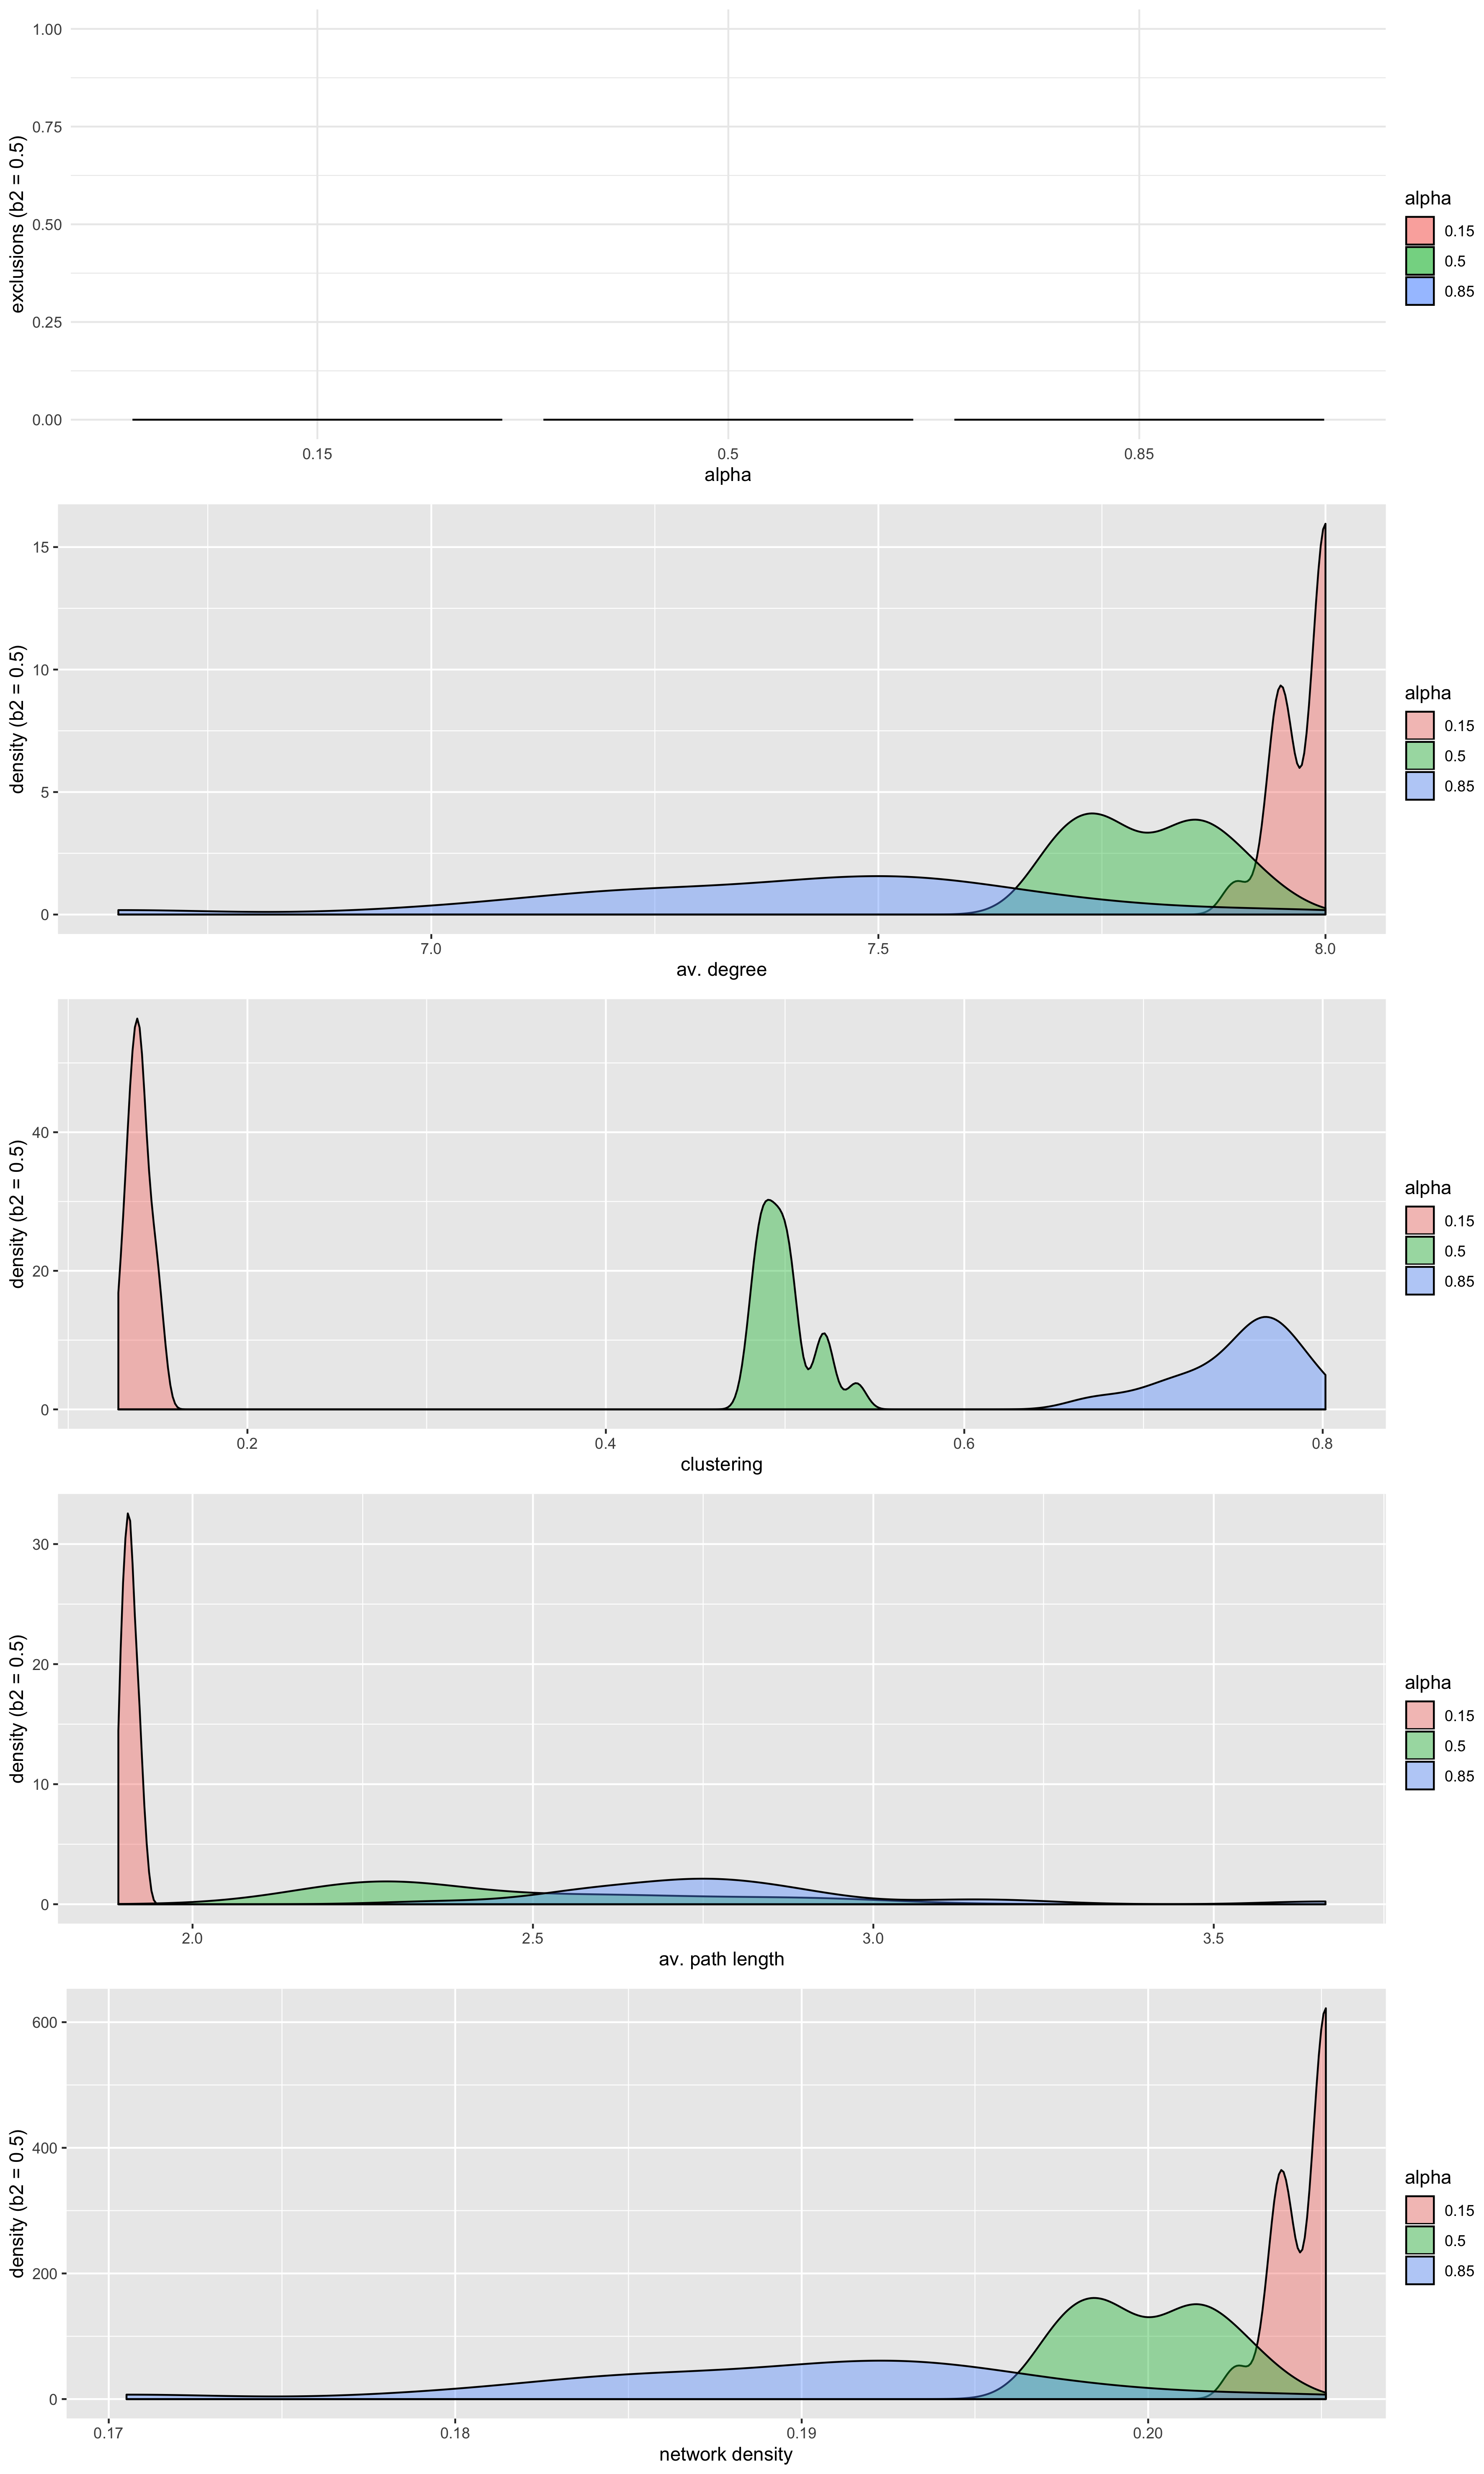 exclusions (b2 = 0.5)
1.00
0.75
0.50
0.25
0.00
0.15 0.5 0.85
alpha
alpha
0.15
0.5
0.85
density (b2 = 0.5)
15
10
5
0
7.0 7.5 8.0
av. degree
alpha
0.15
0.5
0.85
density (b2 = 0.5)
40
20
0
0.2 0.4 0.6 0.8
clustering
alpha
0.15
0.5
0.85
density (b2 = 0.5)
30
20
10
0
2.0 2.5 3.0 3.5
av. path length
alpha
0.15
0.5
0.85
density (b2 = 0.5)
600
400
200
0
0.17 0.18 0.19 0.20
network density
alpha
0.15
0.5
0.85